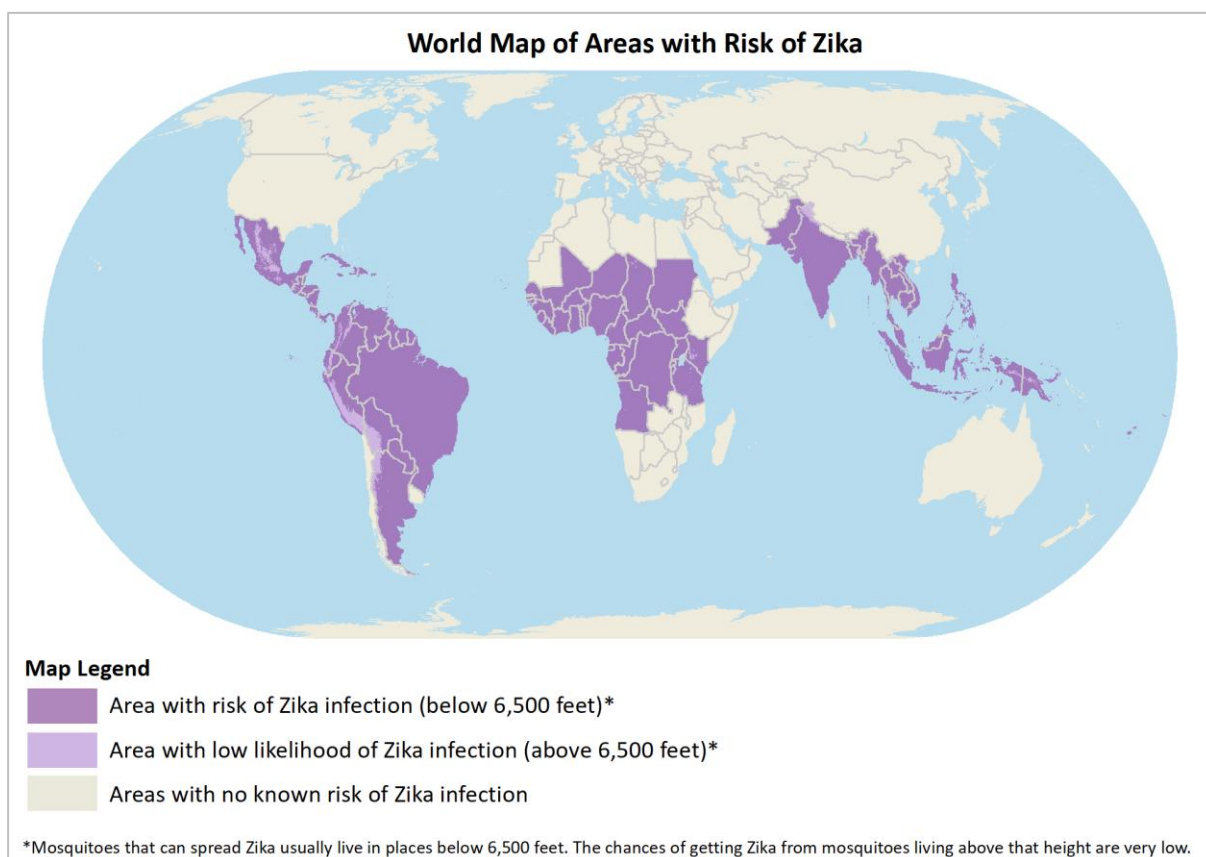 World Map of Areas with Risk of Zika
Map Legend
Area with risk of Zika infection (below 6,500 feet)*
Area with low likelihood of Zika infection (above 6,500 feet)*
Areas with no known risk of Zika infection
*Mosquitoes that can spread Zika usually live in places below 6,500 feet. The chances of getting Zika from mosquitoes living above that height are very low.